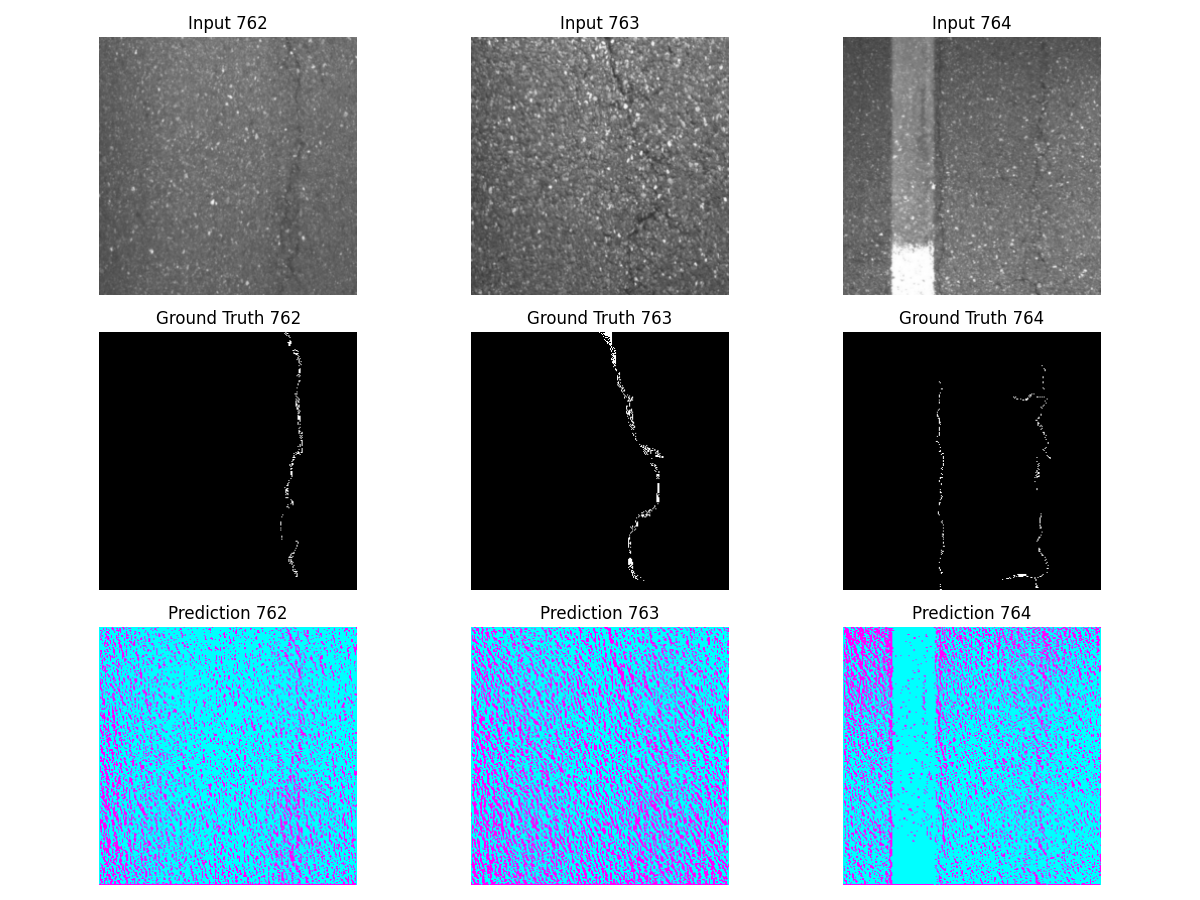 Input 762
Input 763
Input 764
Ground Truth 762
Ground Truth 763
Ground Truth 764
Prediction 762
Prediction 763
Prediction 764